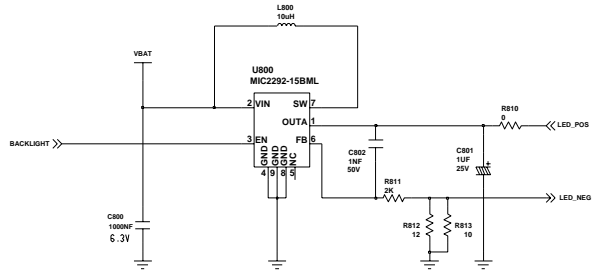 L800
10uH
VBAT
U800
MIC2292-15BML
2 VIN SW 7
OUTA 1
R810
0
LED_POS
BACKLIGHT
3 EN FB 6
C802
1NF
50V
C801
1UF
25V
+
GND GND GND NC
4 9 8 5
R811
2K
LED_NEG
C800
1000NF
6.3V
R812
12
R813
10